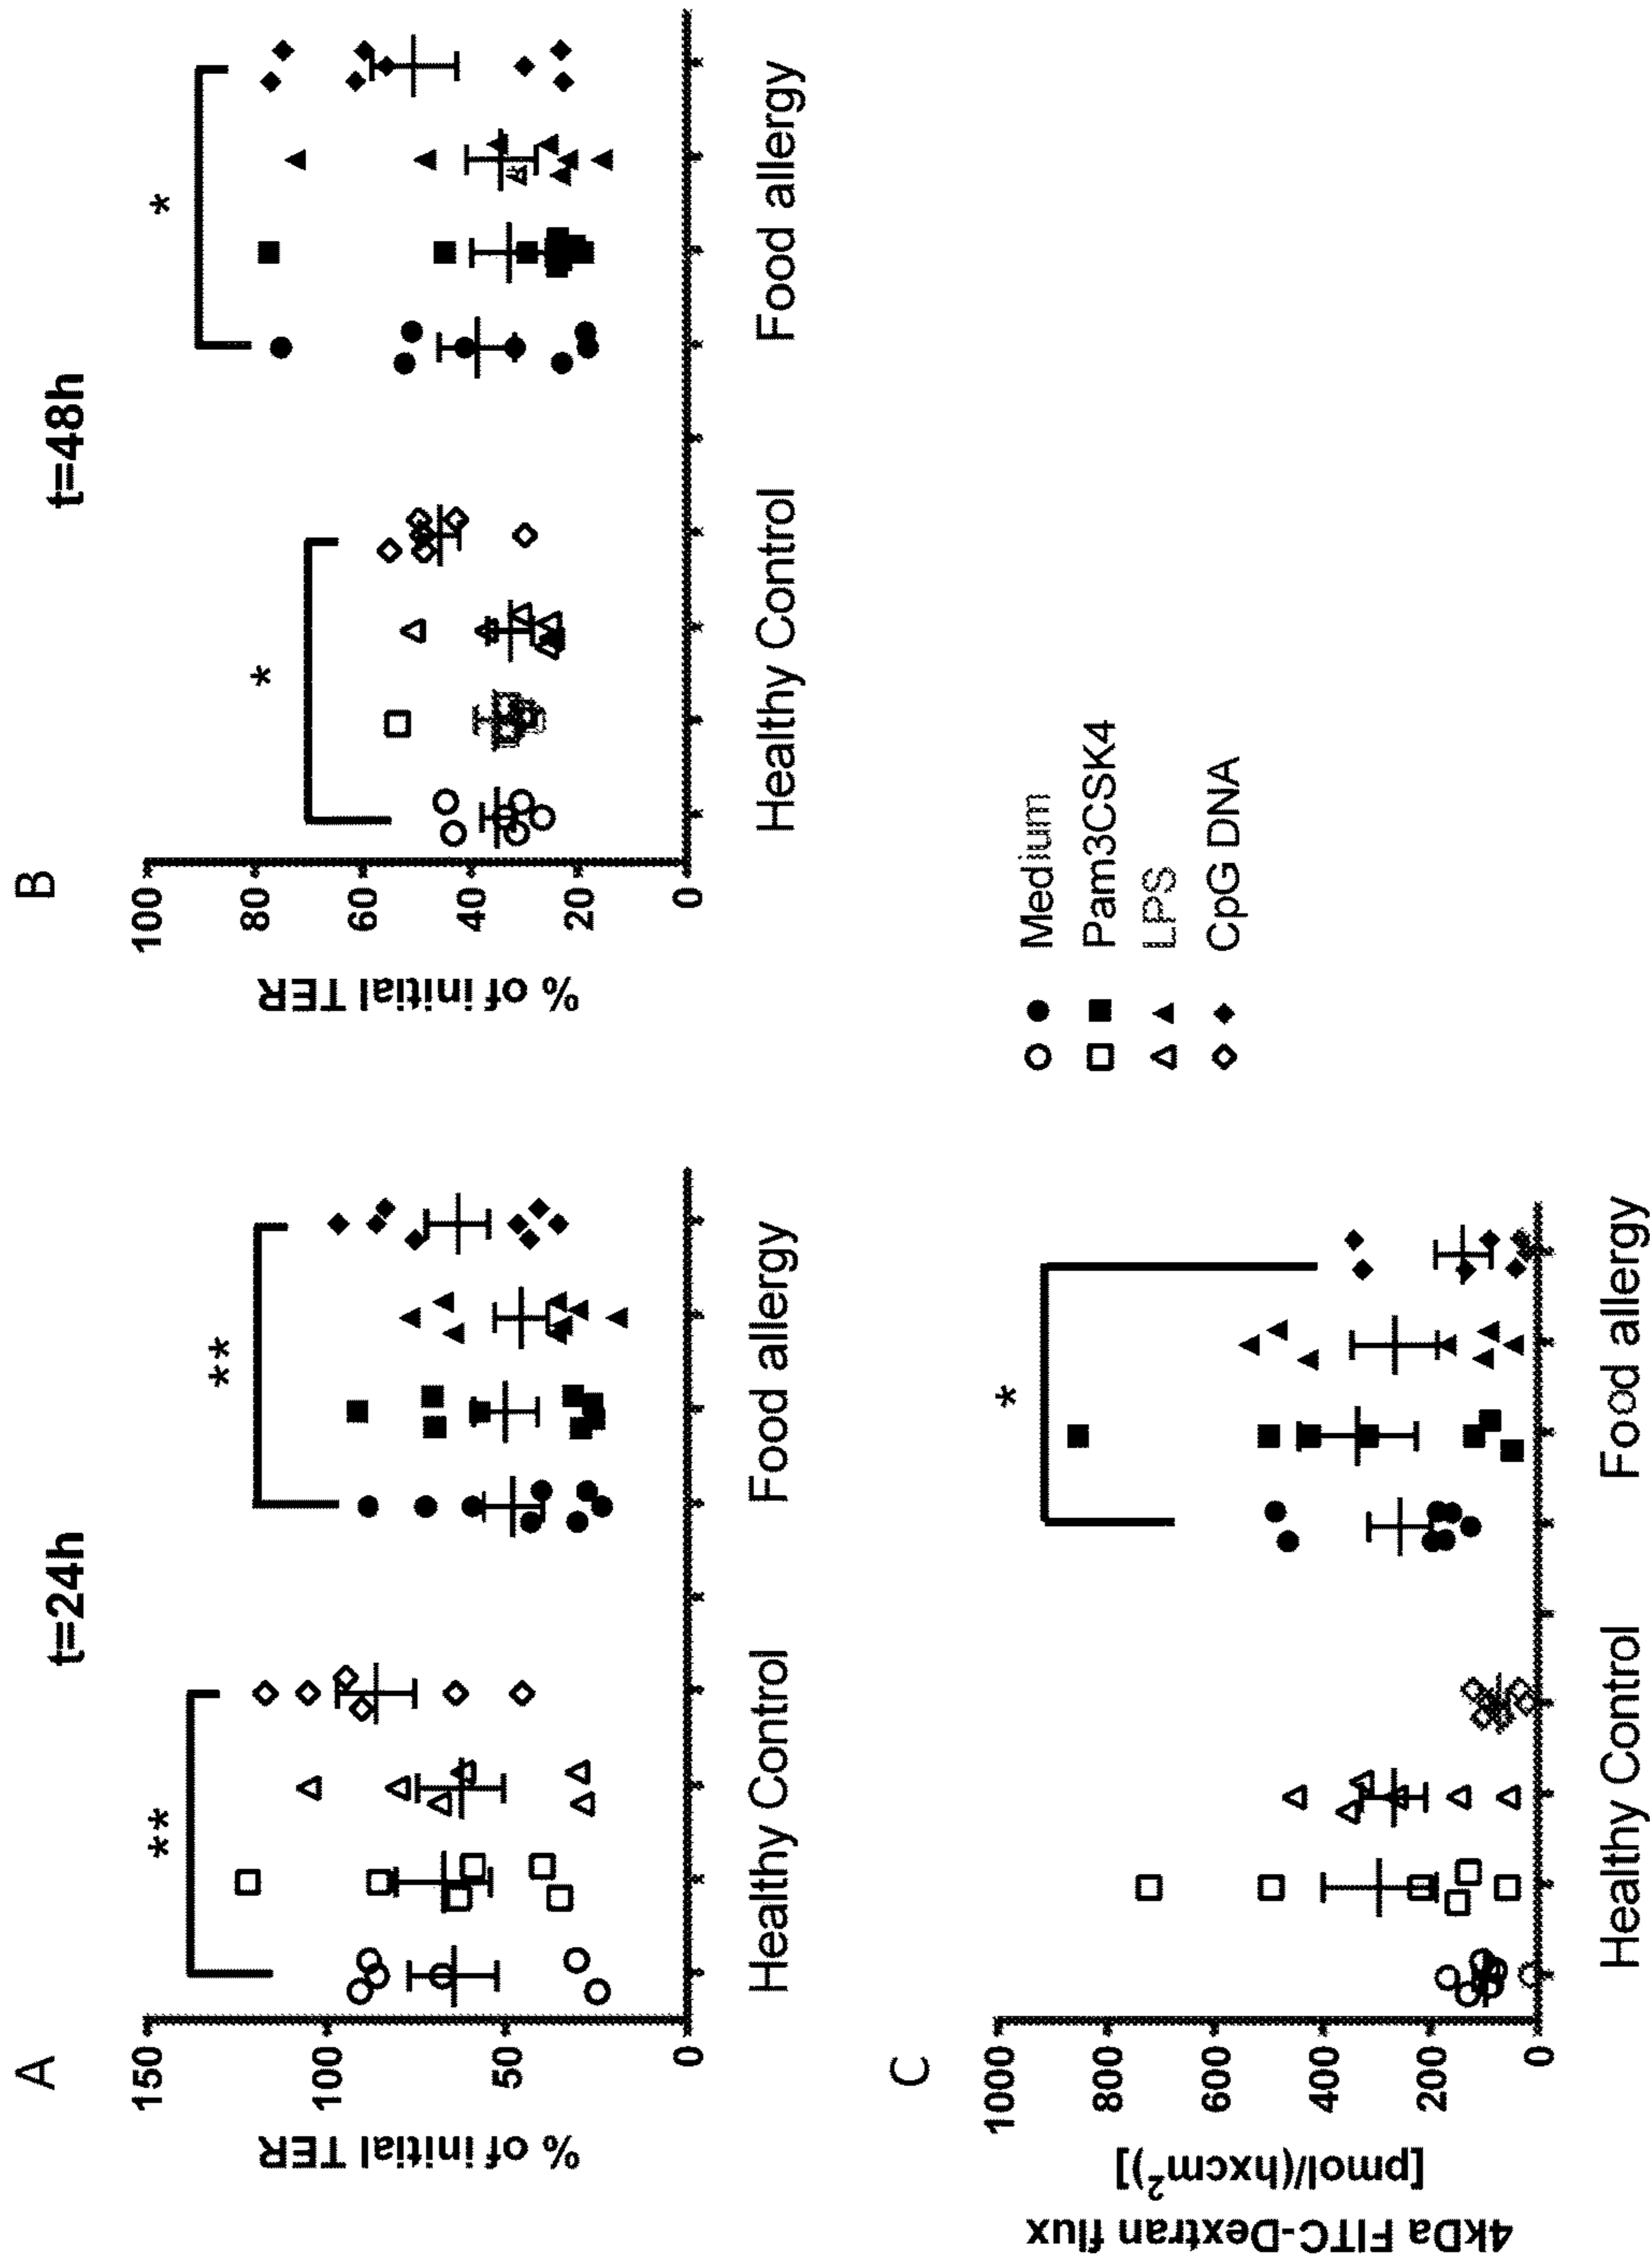 A
t=24h
% of initial TER
150
100
50
0
**
**
Healthy Control
Food allergy
B
t=48h
% of initial TER
100
80
60
40
20
0
*
*
Healthy Control
Food allergy
C
4kDa FITC-Dextran flux
[pmol/(hxcm²)]
1000
800
600
400
200
0
*
Healthy Control
Food allergy
Medium
Pam3CSK4
LPS
CpG DNA